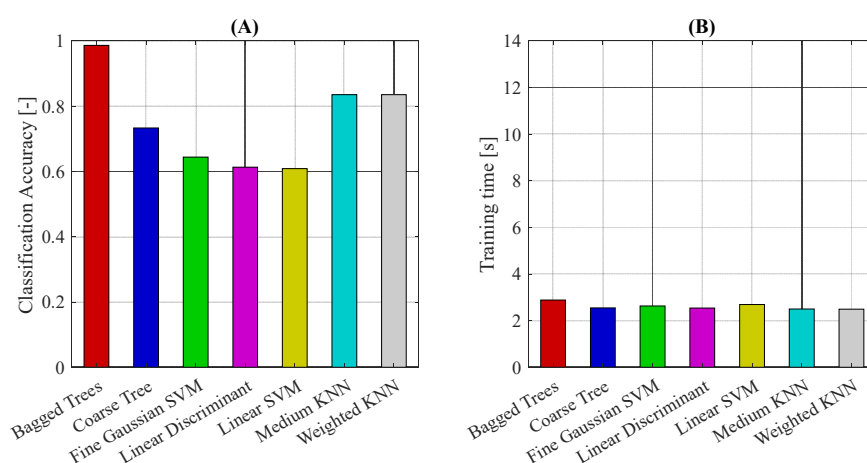 (A)
Classification Accuracy [-]
1
0.8
0.6
0.4
0.2
0
Bagged Trees
Coarse Tree
Fine Gaussian SVM
Linear Discriminant
Linear SVM
Medium KNN
Weighted KNN
(B)
Training time [s]
14
12
10
8
6
4
2
0
Bagged Trees
Coarse Tree
Fine Gaussian SVM
Linear Discriminant
Linear SVM
Medium KNN
Weighted KNN